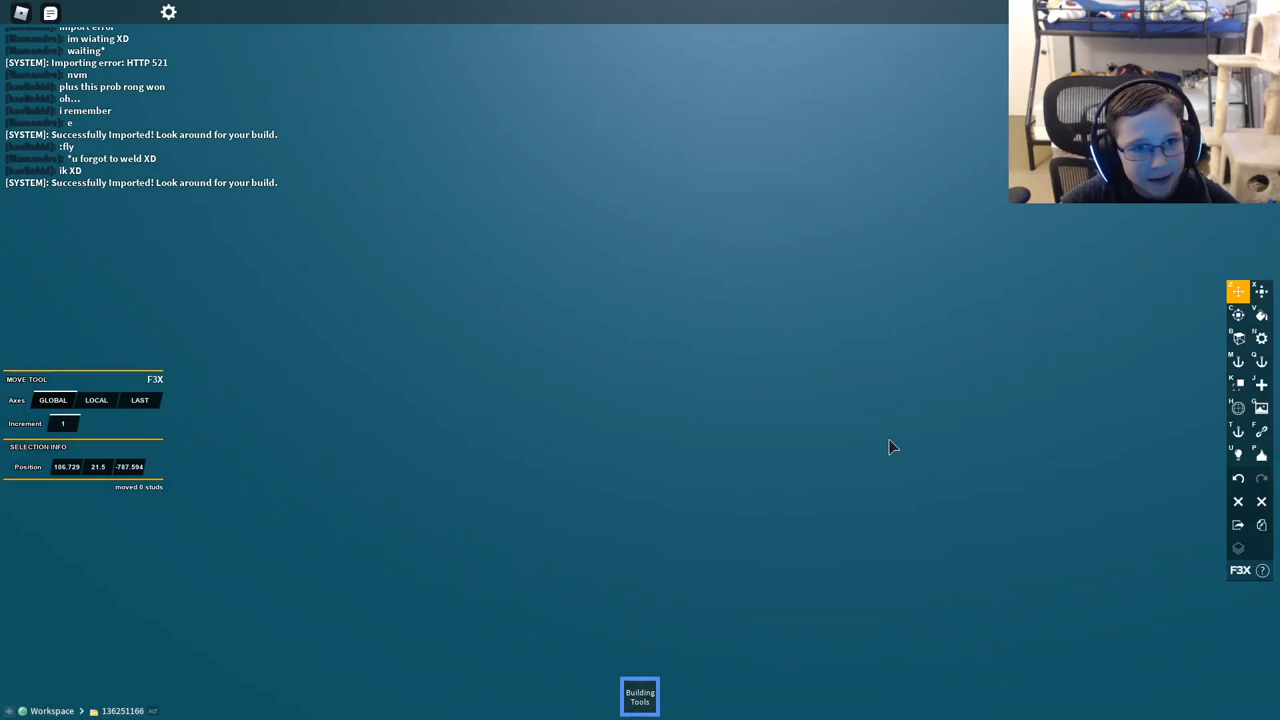 import error
im wiating XD
waiting*
[SYSTEM]: Importing error: HTTP 521
nvm
plus this prob rong won
oh...
i remember
e
[SYSTEM]: Successfully Imported! Look around for your build.
:fly
*u forgot to weld XD
ik XD
[SYSTEM]: Successfully Imported! Look around for your build.
MOVE TOOL F3X
Axes GLOBAL LOCAL LAST
Increment 1
SELECTION INFO
Position 106.729 21.5 -787.594
moved 0 studs
Z X
C V
B N
M Q
K J
H G
T F
U P
F3X ?
Building
Tools
Workspace > 136251166 ALT